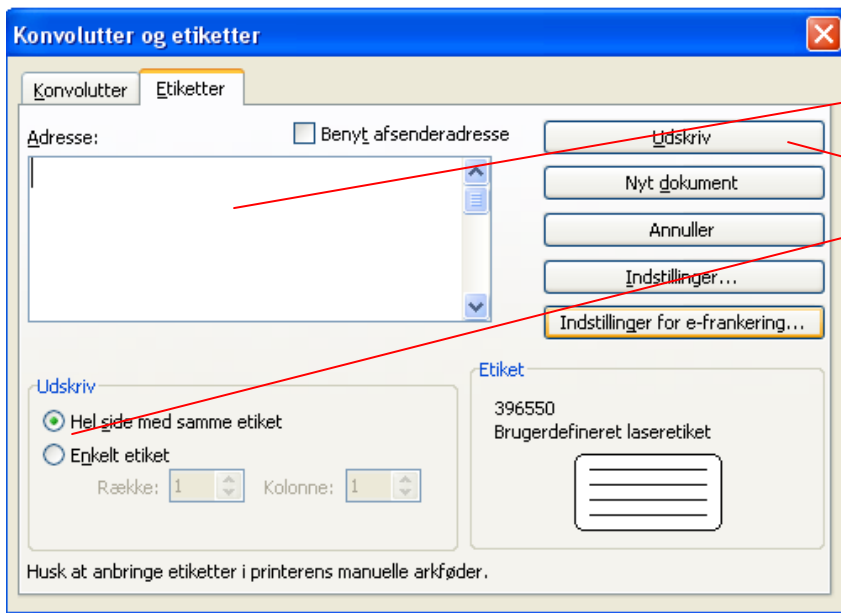 Konvolutter og etiketter
Konvolutter
Etiketter
Adresse:
Benyt afsenderadresse
Udskriv
Nyt dokument
Annuller
Indstillinger...
Indstillinger for e-frankering...
Udskriv
Hel side med samme etiket
Enkelt etiket
Række: 1 Kolonne: 1
Etiket
396550
Brugerdefineret laseretiket
Husk at anbringe etiketter i printerens manuelle arkføder.